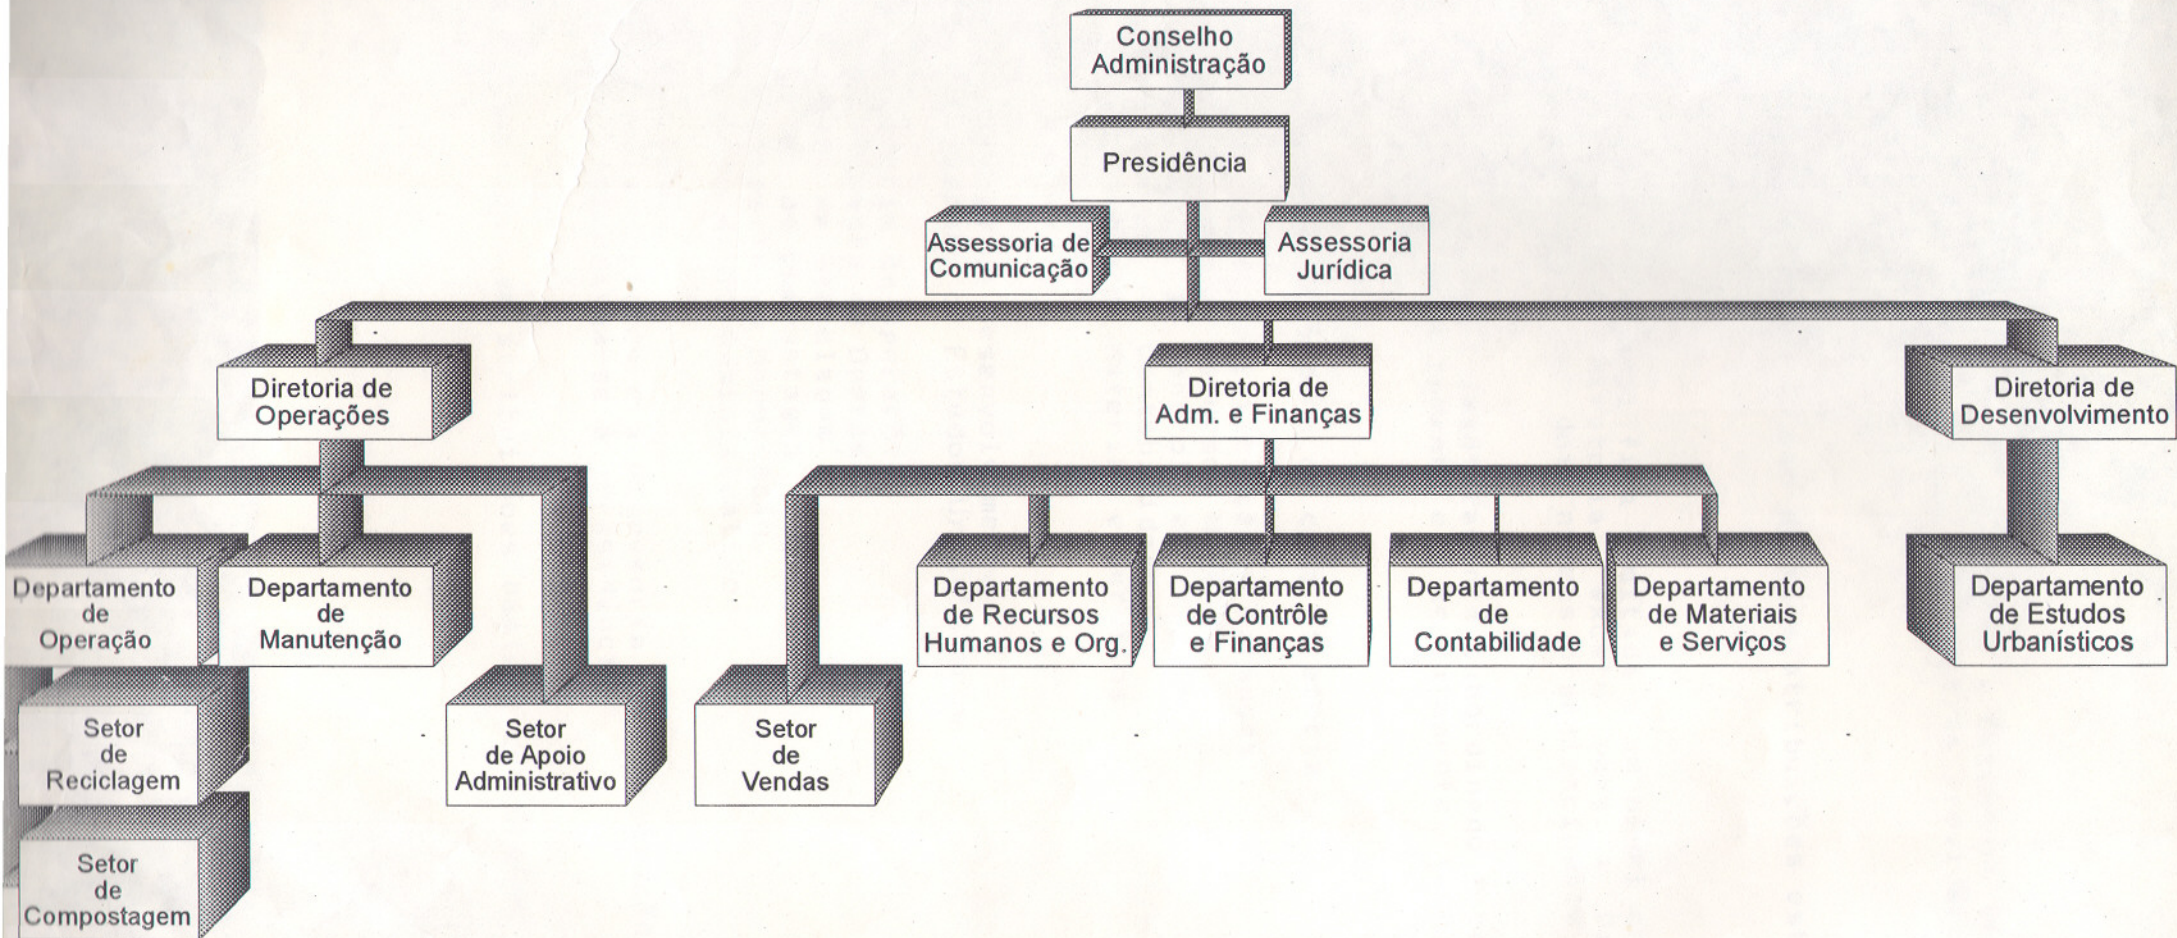 Conselho
Administração
Presidência
Assessoria de
Comunicação
Assessoria
Jurídica
Diretoria de
Operações
Diretoria de
Adm. e Finanças
Diretoria de
Desenvolvimento
Departamento
de
Operação
Departamento
de
Manutenção
Departamento
de Recursos
Humanos e Org.
Departamento
de Contrôle
e Finanças
Departamento
de
Contabilidade
Departamento
de Materiais
e Serviços
Departamento
de Estudos
Urbanísticos
Setor
de
Reciclagem
Setor
de Apoio
Administrativo
Setor
de
Vendas
Setor
de
Compostagem